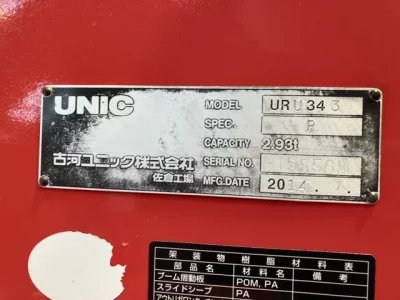 UNIC
MODEL URU343
SPEC. R
CAPACITY 2.93t
古河ユニック株式会社
SERIAL NO.
佐倉工場
MFG.DATE 2014. 7.
架装物樹脂材料表
部品名 材料名 備考
ブーム摺動板 POM, PA
スライドシーブ PA